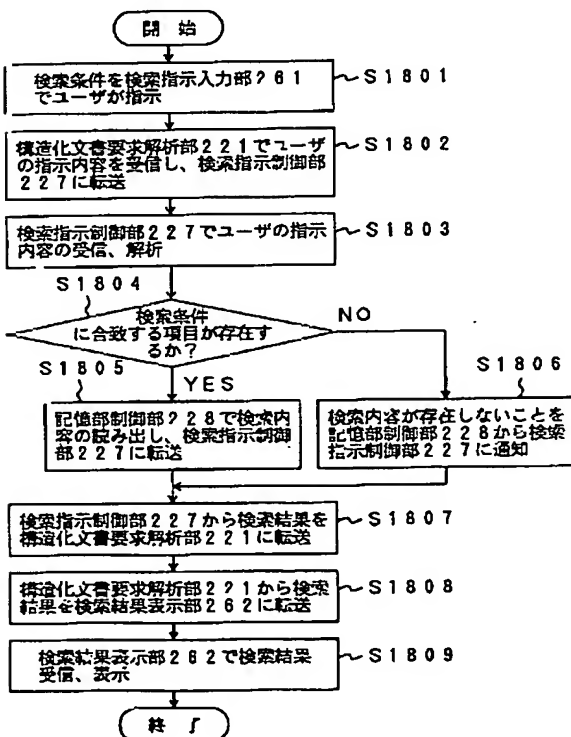 開 始
検索条件を検索指示入力部261
でユーザが指示
S1801
構造化文書要求解析部221でユーザ
の指示内容を受信し、検索指示制御部
227に転送
S1802
検索指示制御部227でユーザの指示
内容の受信、解析
S1803
S1804
検索条件
に合致する項目が存在す
るか?
NO
YES
S1805
記憶部制御部228で検索内
容の読み出し、検索指示制御
部227に転送
S1806
検索内容が存在しないことを
記憶部制御部228から検索
指示制御部227に通知
検索指示制御部227から検索結果を
構造化文書要求解析部221に転送
S1807
構造化文書要求解析部221から検索
結果を検索結果表示部262に転送
S1808
検索結果表示部262で検索結果
受信、表示
S1809
終 了